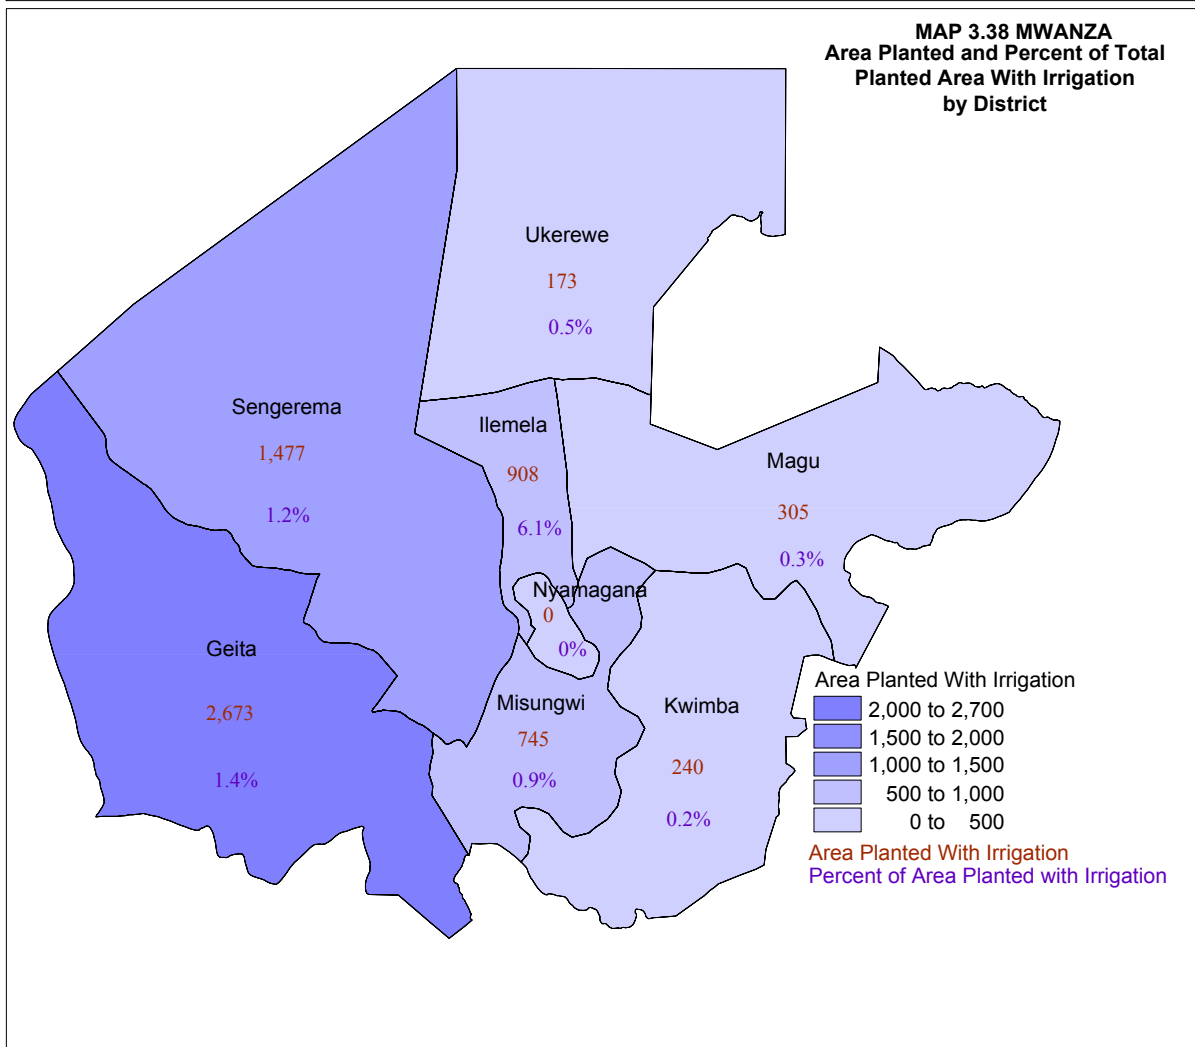 MAP 3.38 MWANZA
Area Planted and Percent of Total
Planted Area With Irrigation
by District
Ukerewe
173
0.5%
Sengerema
1,477
1.2%
Ilemela
908
6.1%
Magu
305
0.3%
Nyamagana
0
0%
Geita
2,673
1.4%
Misungwi
745
0.9%
Kwimba
240
0.2%
Area Planted With Irrigation
2,000 to 2,700
1,500 to 2,000
1,000 to 1,500
500 to 1,000
0 to 500
Area Planted With Irrigation
Percent of Area Planted with Irrigation